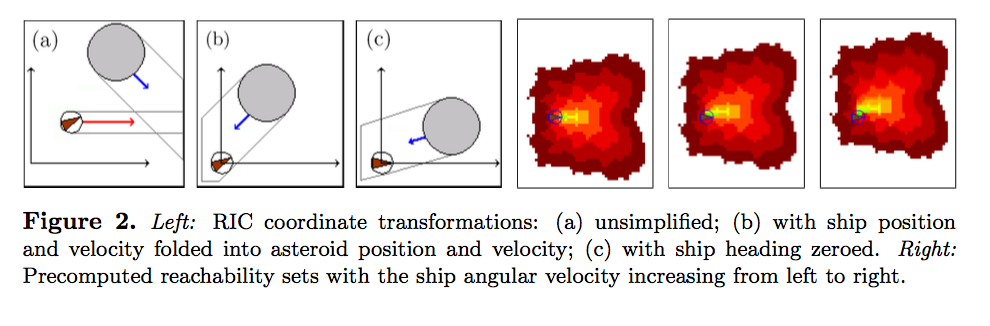 (a)
(b)
(c)
Figure 2. Left: RIC coordinate transformations: (a) unsimplified; (b) with ship position
and velocity folded into asteroid position and velocity; (c) with ship heading zeroed. Right:
Precomputed reachability sets with the ship angular velocity increasing from left to right.